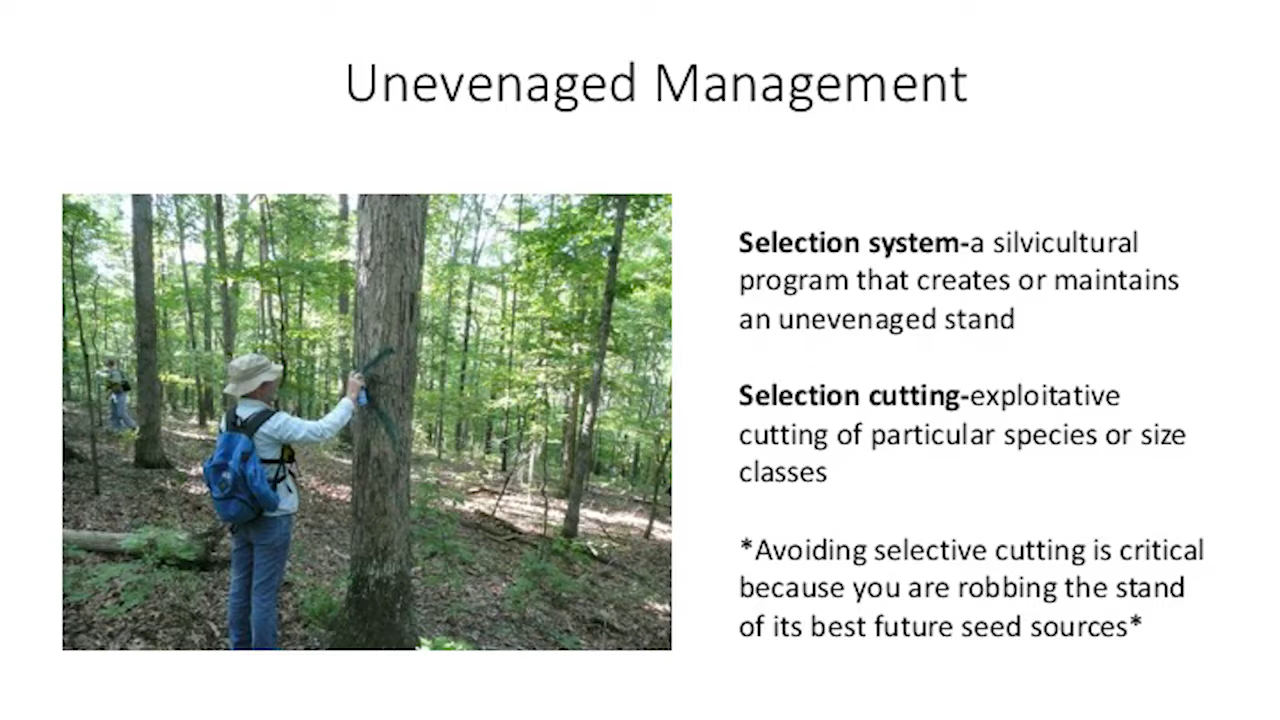 Unevenaged Management
Selection system-a silvicultural
program that creates or maintains
an unevenaged stand
Selection cutting-exploitative
cutting of particular species or size
classes
*Avoiding selective cutting is critical
because you are robbing the stand
of its best future seed sources*